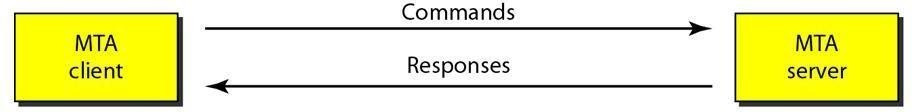 Commands
MTA
client
MTA
server
Responses